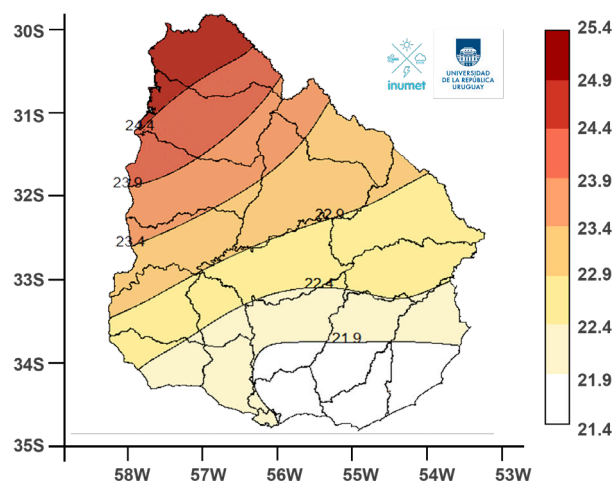 30S
31S
32S
33S
34S
35S
58W
57W
56W
55W
54W
53W
24.4
23.9
23.4
22.9
22.4
21.9
inumet
UNIVERSIDAD
DE LA REPÚBLICA
URUGUAY
25.4
24.9
24.4
23.9
23.4
22.9
22.4
21.9
21.4